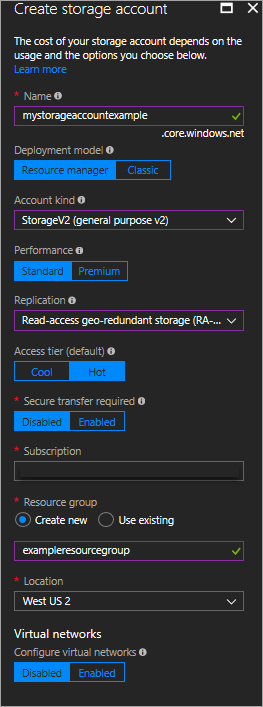 Create storage account
The cost of your storage account depends on the
usage and the options you choose below.
Learn more
* Name
mystorageaccountexample
.core.windows.net
Deployment model
Resource manager Classic
Account kind
StorageV2 (general purpose v2)
Performance
Standard Premium
Replication
Read-access geo-redundant storage (RA-...
Access tier (default)
Cool Hot
* Secure transfer required
Disabled Enabled
* Subscription
* Resource group
Create new Use existing
exampleresourcegroup
* Location
West US 2
Virtual networks
Configure virtual networks
Disabled Enabled